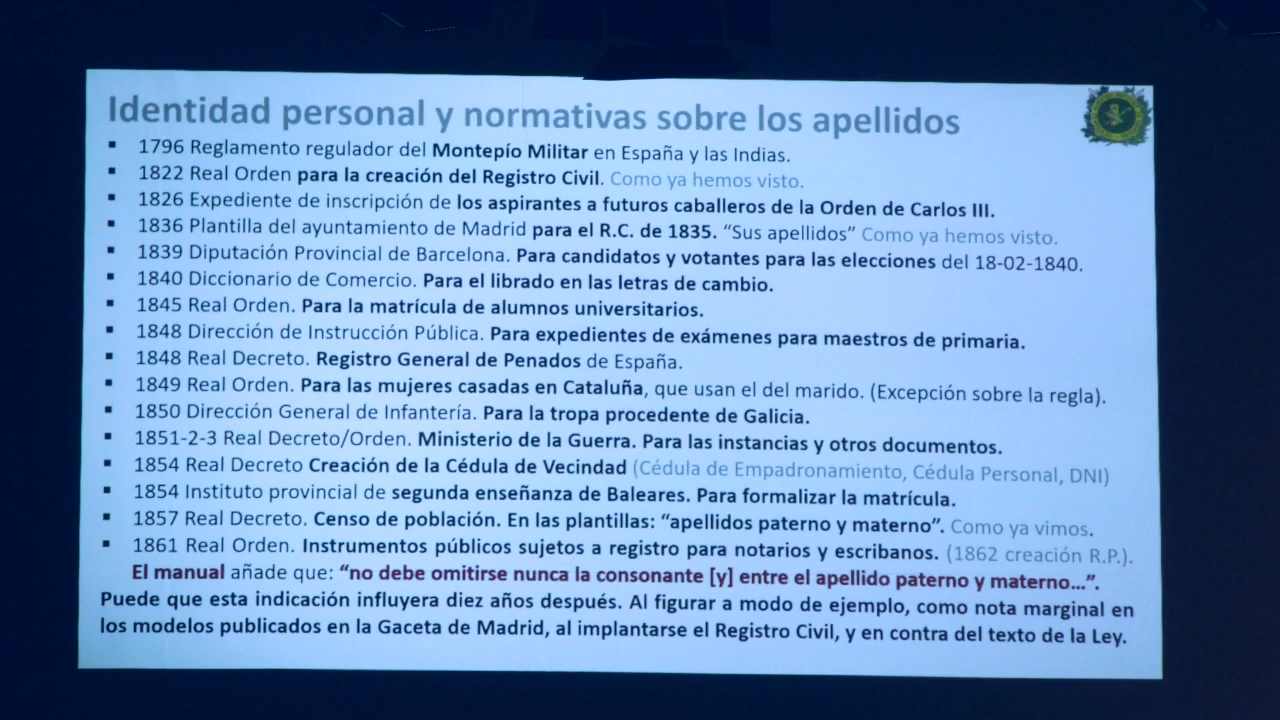 Identidad personal y normativas sobre los apellidos
▪ 1796 Reglamento regulador del Montepío Militar en España y las Indias.
▪ 1822 Real Orden para la creación del Registro Civil. Como ya hemos visto.
▪ 1826 Expediente de inscripción de los aspirantes a futuros caballeros de la Orden de Carlos III.
▪ 1836 Plantilla del ayuntamiento de Madrid para el R.C. de 1835. “Sus apellidos” Como ya hemos visto.
▪ 1839 Diputación Provincial de Barcelona. Para candidatos y votantes para las elecciones del 18-02-1840.
▪ 1840 Diccionario de Comercio. Para el librado en las letras de cambio.
▪ 1845 Real Orden. Para la matrícula de alumnos universitarios.
▪ 1848 Dirección de Instrucción Pública. Para expedientes de exámenes para maestros de primaria.
▪ 1848 Real Decreto. Registro General de Penados de España.
▪ 1849 Real Orden. Para las mujeres casadas en Cataluña, que usan el del marido. (Excepción sobre la regla).
▪ 1850 Dirección General de Infantería. Para la tropa procedente de Galicia.
▪ 1851-2-3 Real Decreto/Orden. Ministerio de la Guerra. Para las instancias y otros documentos.
▪ 1854 Real Decreto Creación de la Cédula de Vecindad (Cédula de Empadronamiento, Cédula Personal, DNI)
▪ 1854 Instituto provincial de segunda enseñanza de Baleares. Para formalizar la matrícula.
▪ 1857 Real Decreto. Censo de población. En las plantillas: “apellidos paterno y materno”. Como ya vimos.
▪ 1861 Real Orden. Instrumentos públicos sujetos a registro para notarios y escribanos. (1862 creación R.P.).
El manual añade que: “no debe omitirse nunca la consonante [y] entre el apellido paterno y materno...”.
Puede que esta indicación influyera diez años después. Al figurar a modo de ejemplo, como nota marginal en
los modelos publicados en la Gaceta de Madrid, al implantarse el Registro Civil, y en contra del texto de la Ley.